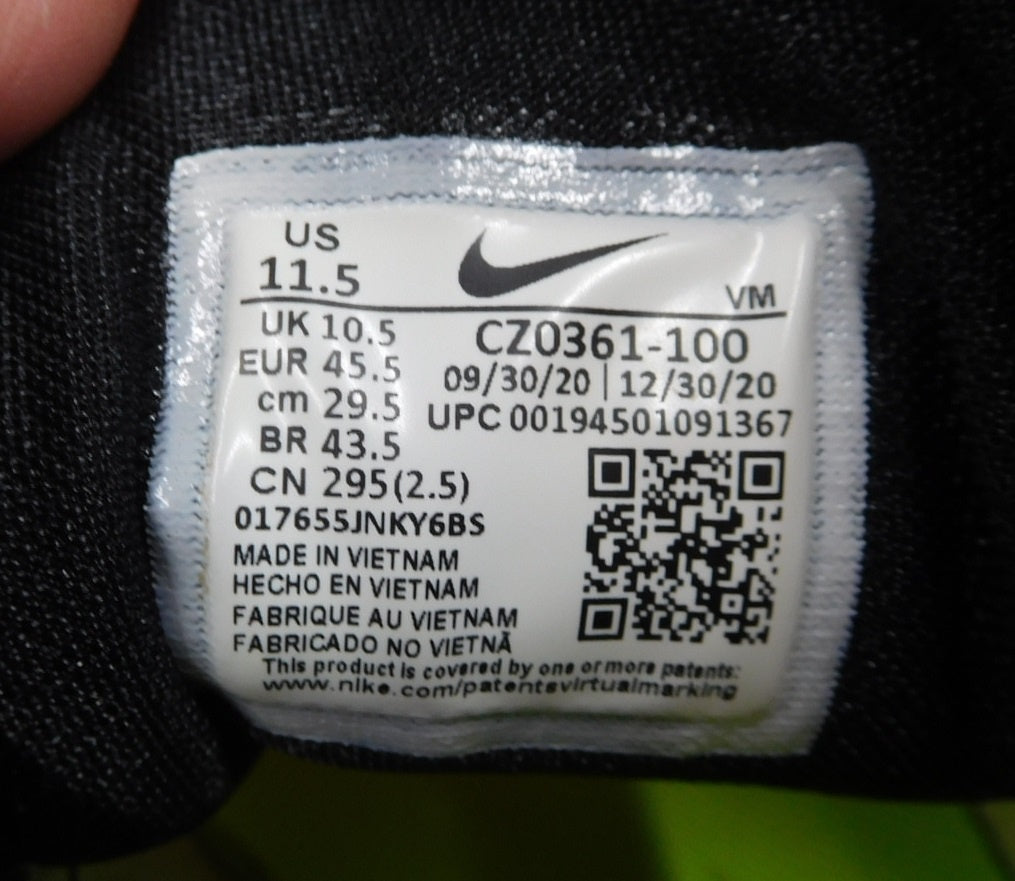 US
11.5
VM
UK 10.5
EUR 45.5
cm 29.5
BR 43.5
CN 295(2.5)
CZ0361-100
09/30/20 | 12/30/20
UPC 00194501091367
017655JNKY6BS
MADE IN VIETNAM
HECHO EN VIETNAM
FABRIQUE AU VIETNAM
FABRICADO NO VIETNÃ
This product is covered by one or more patents:
www.nike.com/patentsvirtualmarking